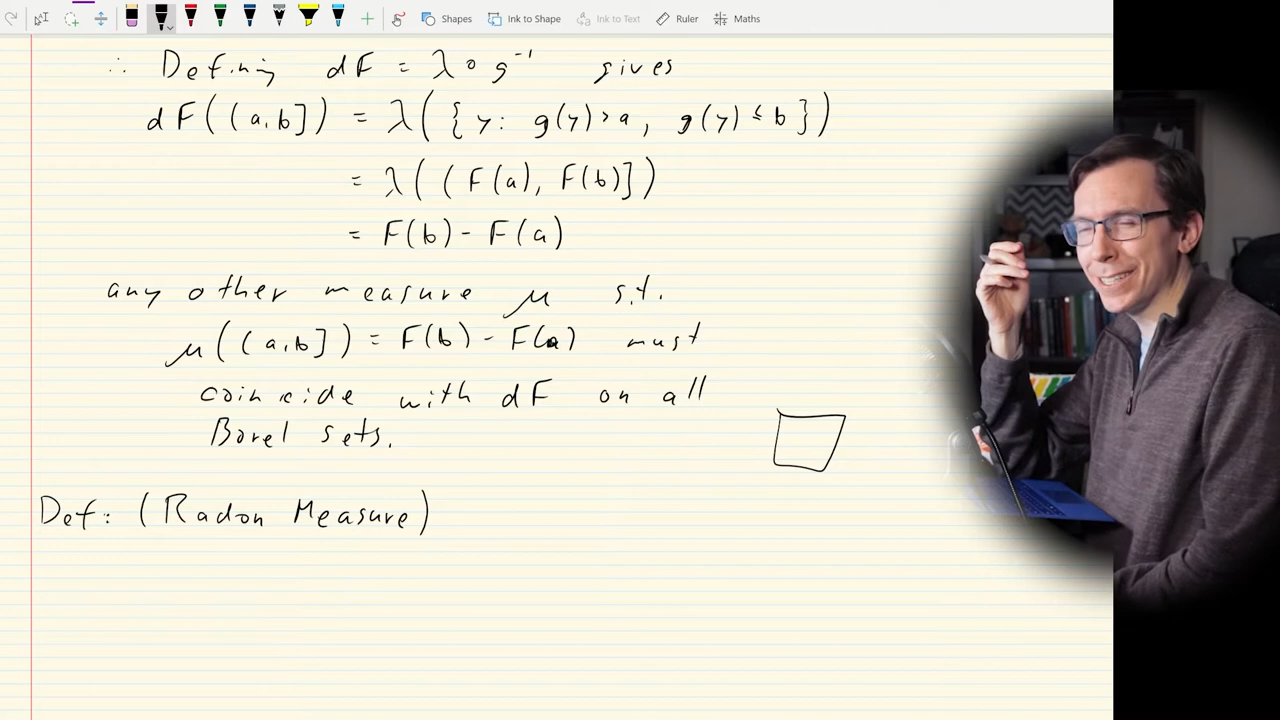 Shapes Ink to Shape Ink to Text Ruler Maths
∴ Defining dF = λ∘g⁻¹ gives
dF((a,b]) = λ({y: g(y)>a, g(y)≤b})
= λ((F(a), F(b)])
= F(b) - F(a)
any other measure μ s.t.
μ((a,b]) = F(b) - F(a) must
coincide with dF on all
Borel sets.
Def: (Radon Measure)